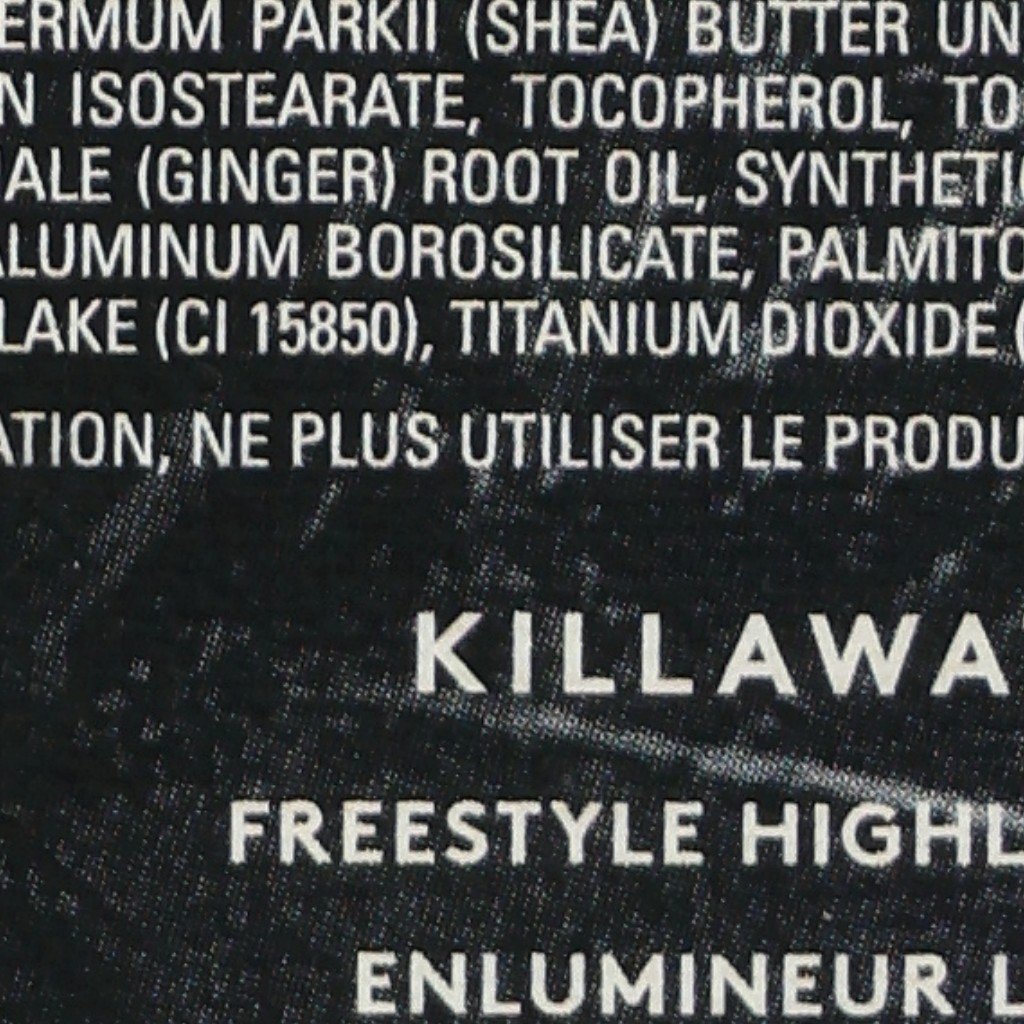 ERMUM PARKII (SHEA) BUTTER UN
N ISOSTEARATE, TOCOPHEROL, TO
ALE (GINGER) ROOT OIL, SYNTHETI
ALUMINUM BOROSILICATE, PALMITO
LAKE (CI 15850), TITANIUM DIOXIDE (
ATION, NE PLUS UTILISER LE PRODU
KILLAWA
FREESTYLE HIGHL
ENLUMINEUR L